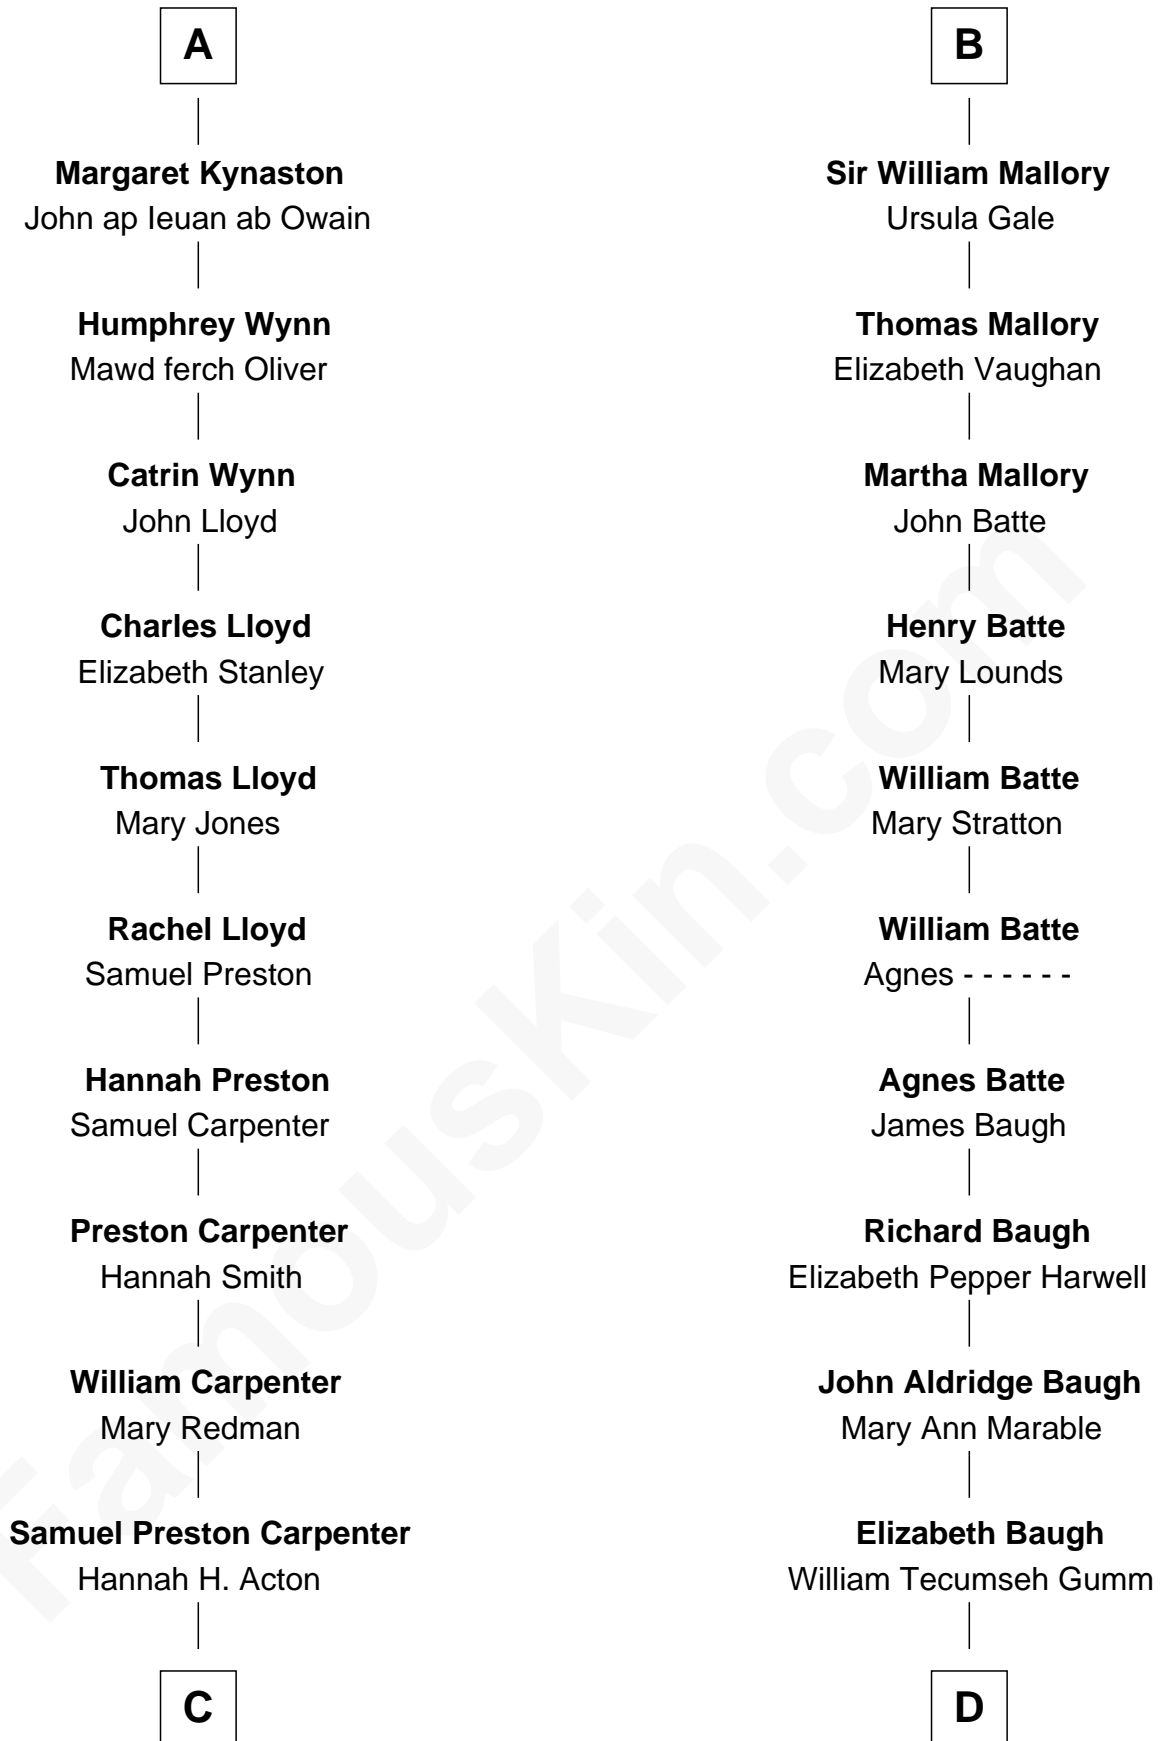 A
Margaret Kynaston
John ap Ieuan ab Owain
Humphrey Wynn
Mawd ferch Oliver
Catrin Wynn
John Lloyd
Charles Lloyd
Elizabeth Stanley
Thomas Lloyd
Mary Jones
Rachel Lloyd
Samuel Preston
Hannah Preston
Samuel Carpenter
Preston Carpenter
Hannah Smith
William Carpenter
Mary Redman
Samuel Preston Carpenter
Hannah H. Acton
C
B
Sir William Mallory
Ursula Gale
Thomas Mallory
Elizabeth Vaughan
Martha Mallory
John Batte
Henry Batte
Mary Lounds
William Batte
Mary Stratton
William Batte
Agnes - - - - - -
Agnes Batte
James Baugh
Richard Baugh
Elizabeth Pepper Harwell
John Aldridge Baugh
Mary Ann Marable
Elizabeth Baugh
William Tecumseh Gumm
D
FamousKin.com